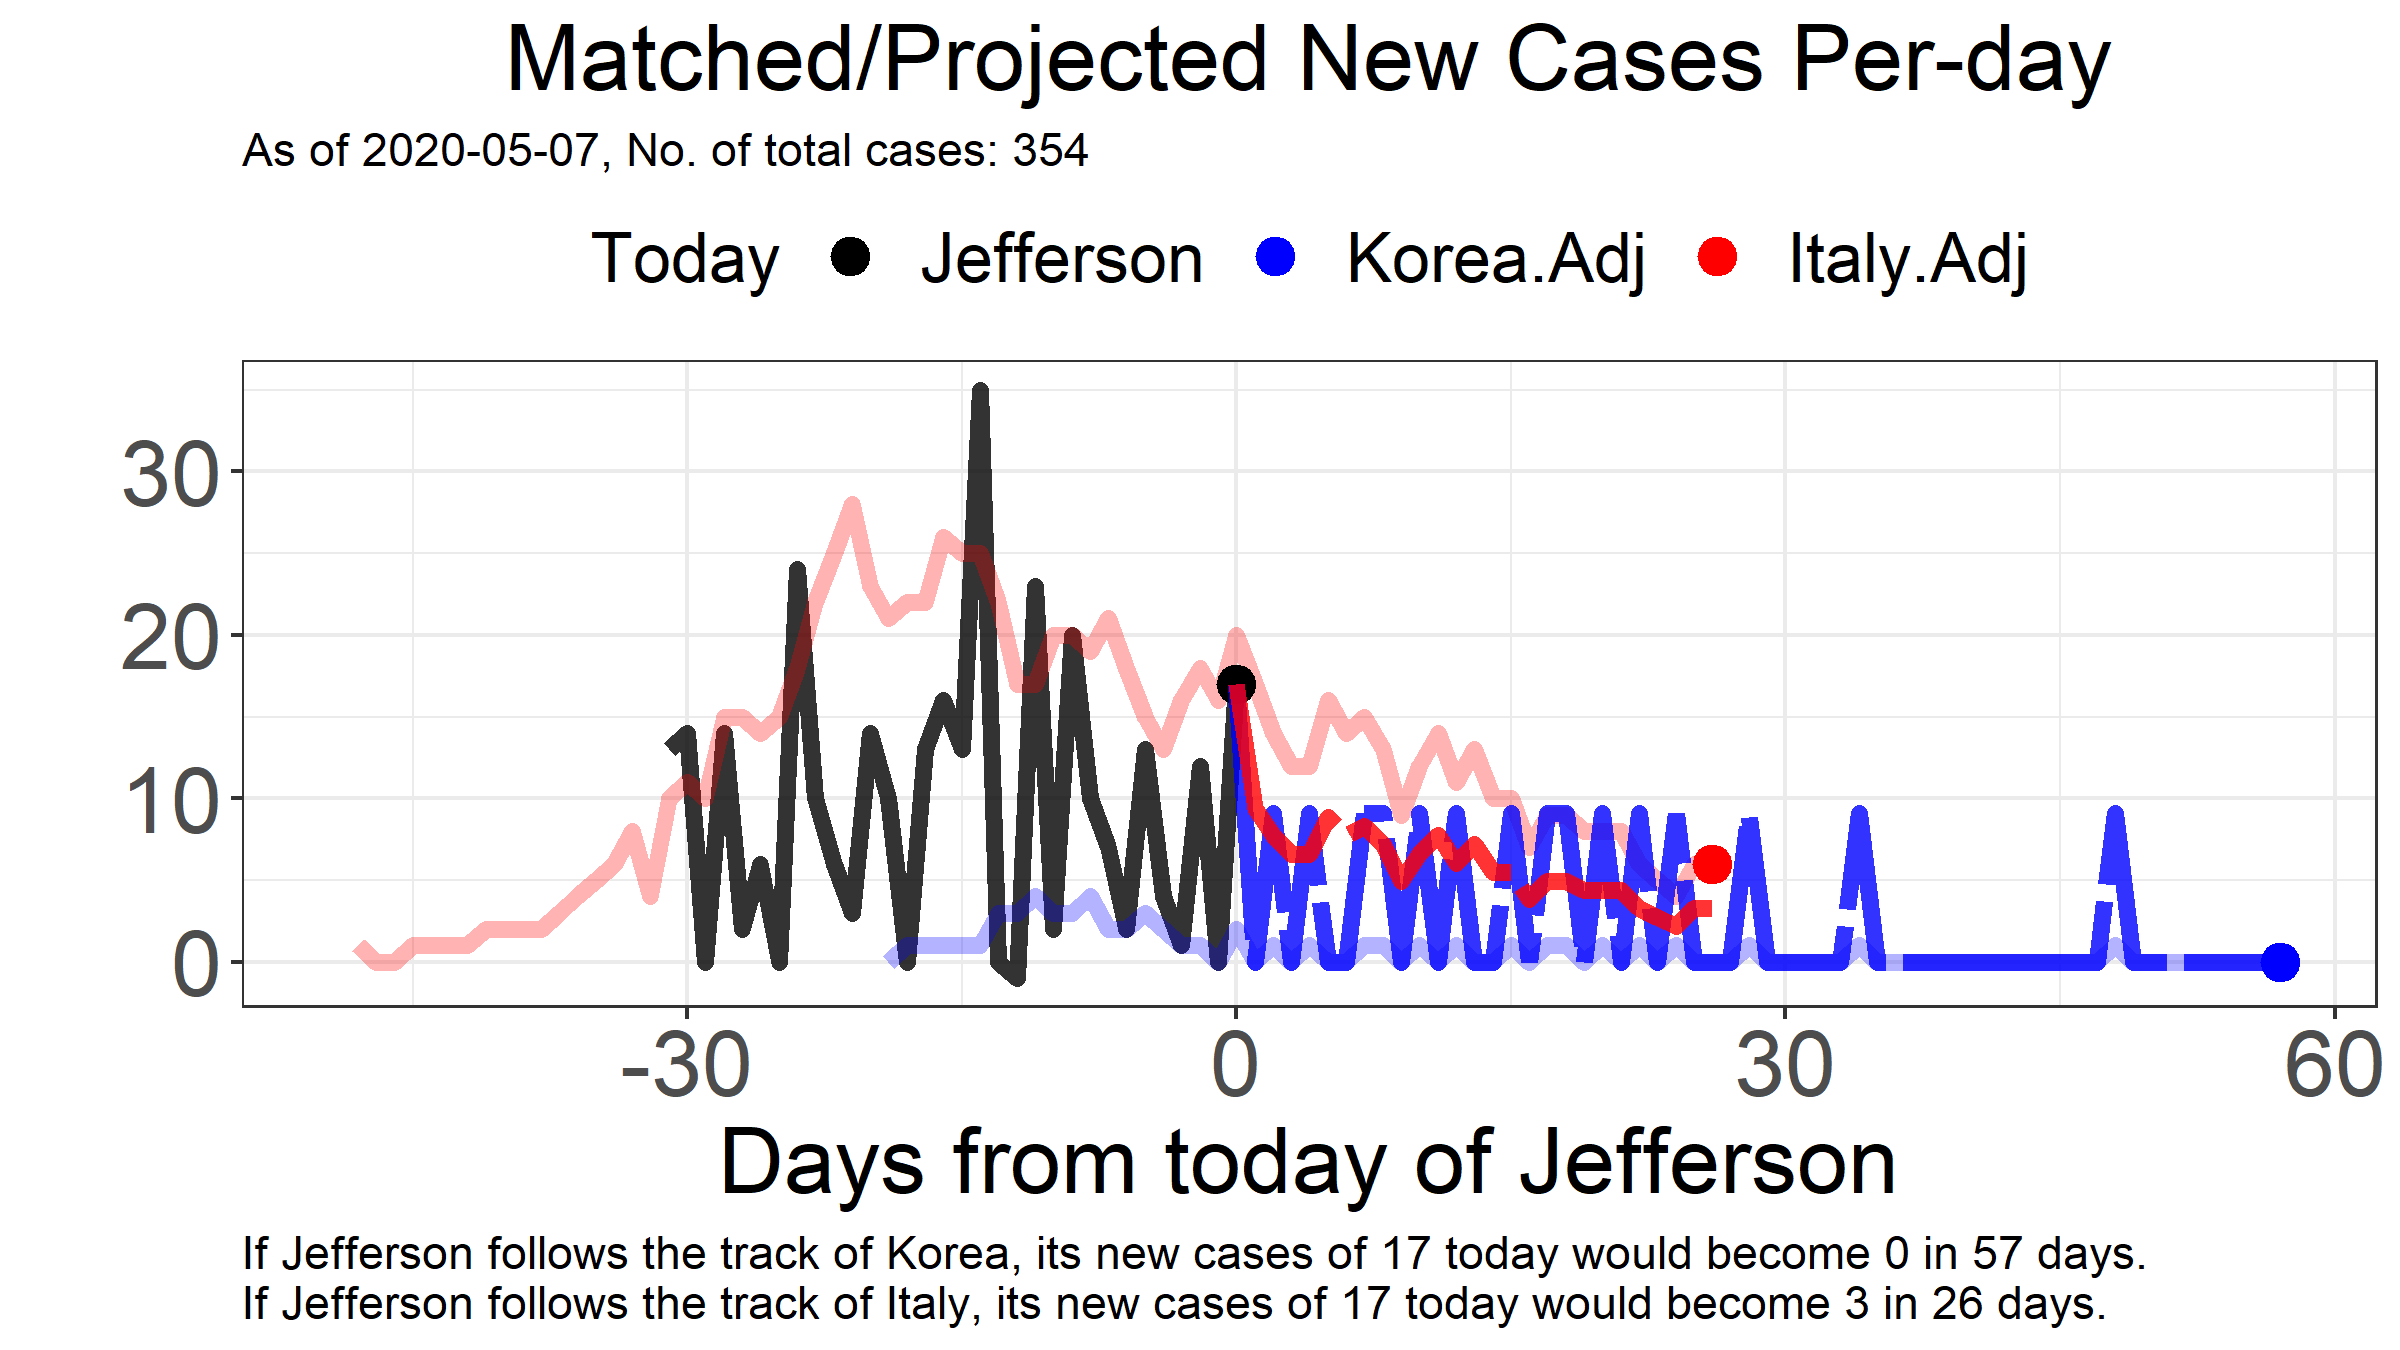 Matched/Projected New Cases Per-day
As of 2020-05-07, No. of total cases: 354
Today Jefferson Korea.Adj Italy.Adj
30
20
10
0
-30 0 30 60
Days from today of Jefferson
If Jefferson follows the track of Korea, its new cases of 17 today would become 0 in 57 days.
If Jefferson follows the track of Italy, its new cases of 17 today would become 3 in 26 days.